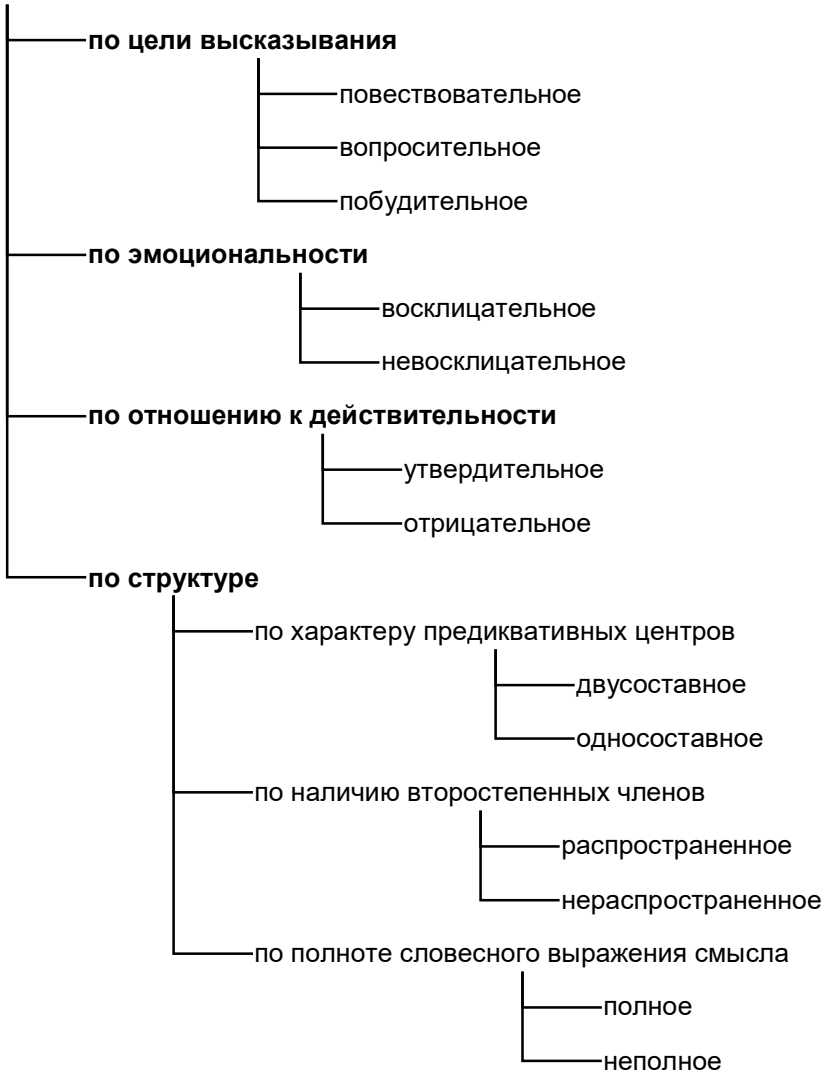 по цели высказывания
повествовательное
вопросительное
побудительное
по эмоциональности
восклицательное
невосклицательное
по отношению к действительности
утвердительное
отрицательное
по структуре
по характеру предиквативных центров
двусоставное
односоставное
по наличию второстепенных членов
распространенное
нераспространенное
по полноте словесного выражения смысла
полное
неполное